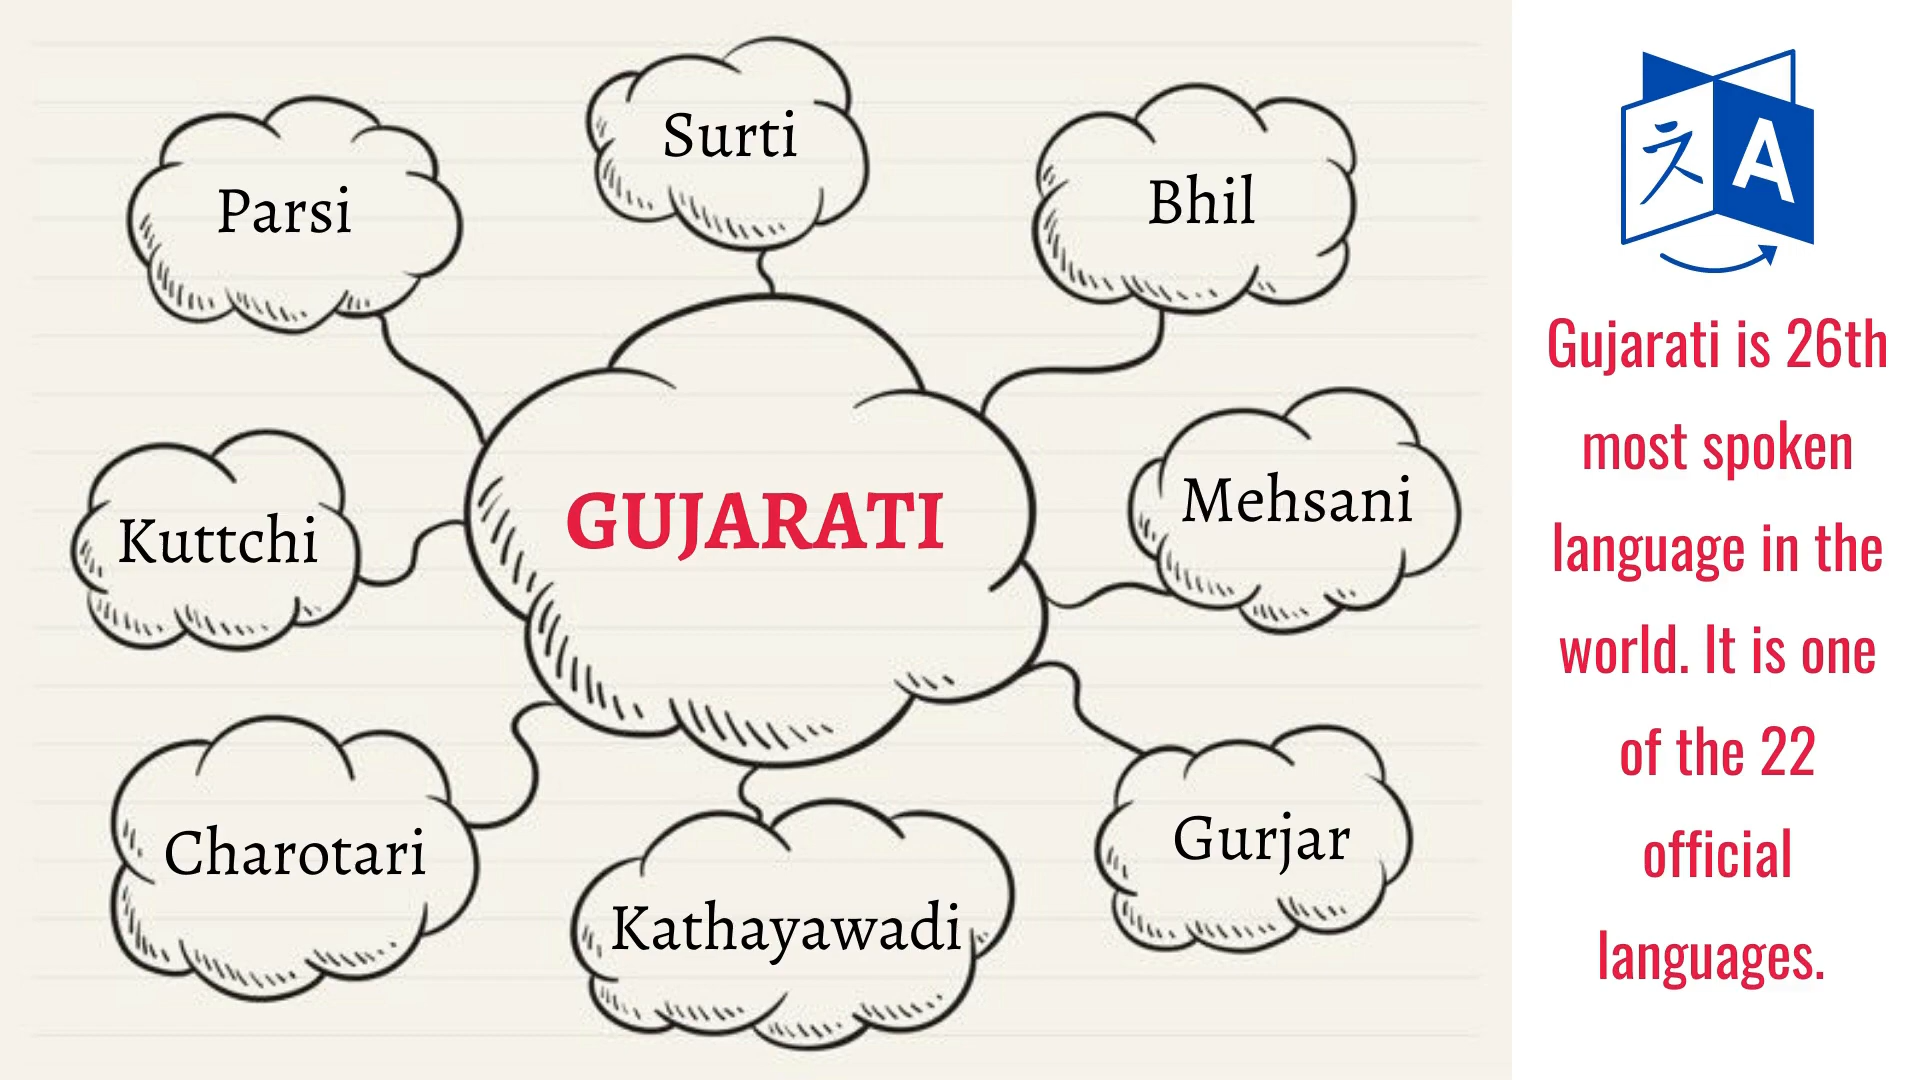 Surti
Parsi
Bhil
Kuttchi
GUJARATI
Mehsani
Charotari
Kathayawadi
Gurjar
A
Gujarati is 26th
most spoken
language in the
world. It is one
of the 22
official
languages.